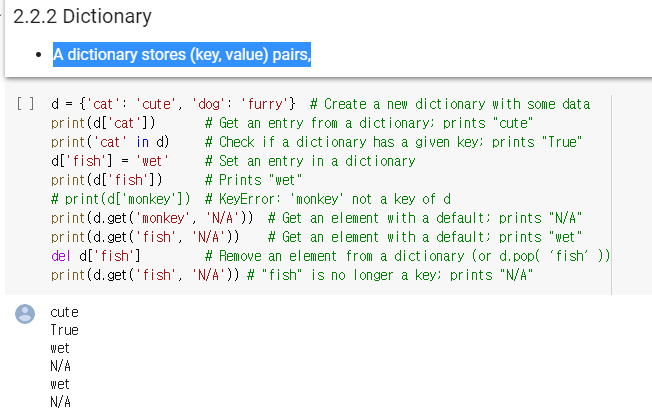 2.2.2 Dictionary
• A dictionary stores (key, value) pairs,
[ ] d = {'cat': 'cute', 'dog': 'furry'}  # Create a new dictionary with some data
print(d['cat'])       # Get an entry from a dictionary; prints "cute"
print('cat' in d)     # Check if a dictionary has a given key; prints "True"
d['fish'] = 'wet'     # Set an entry in a dictionary
print(d['fish'])      # Prints "wet"
# print(d['monkey'])  # KeyError: 'monkey' not a key of d
print(d.get('monkey', 'N/A'))  # Get an element with a default; prints "N/A"
print(d.get('fish', 'N/A'))    # Get an element with a default; prints "wet"
del d['fish']         # Remove an element from a dictionary (or d.pop( ‘fish’ ))
print(d.get('fish', 'N/A')) # "fish" is no longer a key; prints "N/A"
cute
True
wet
N/A
wet
N/A